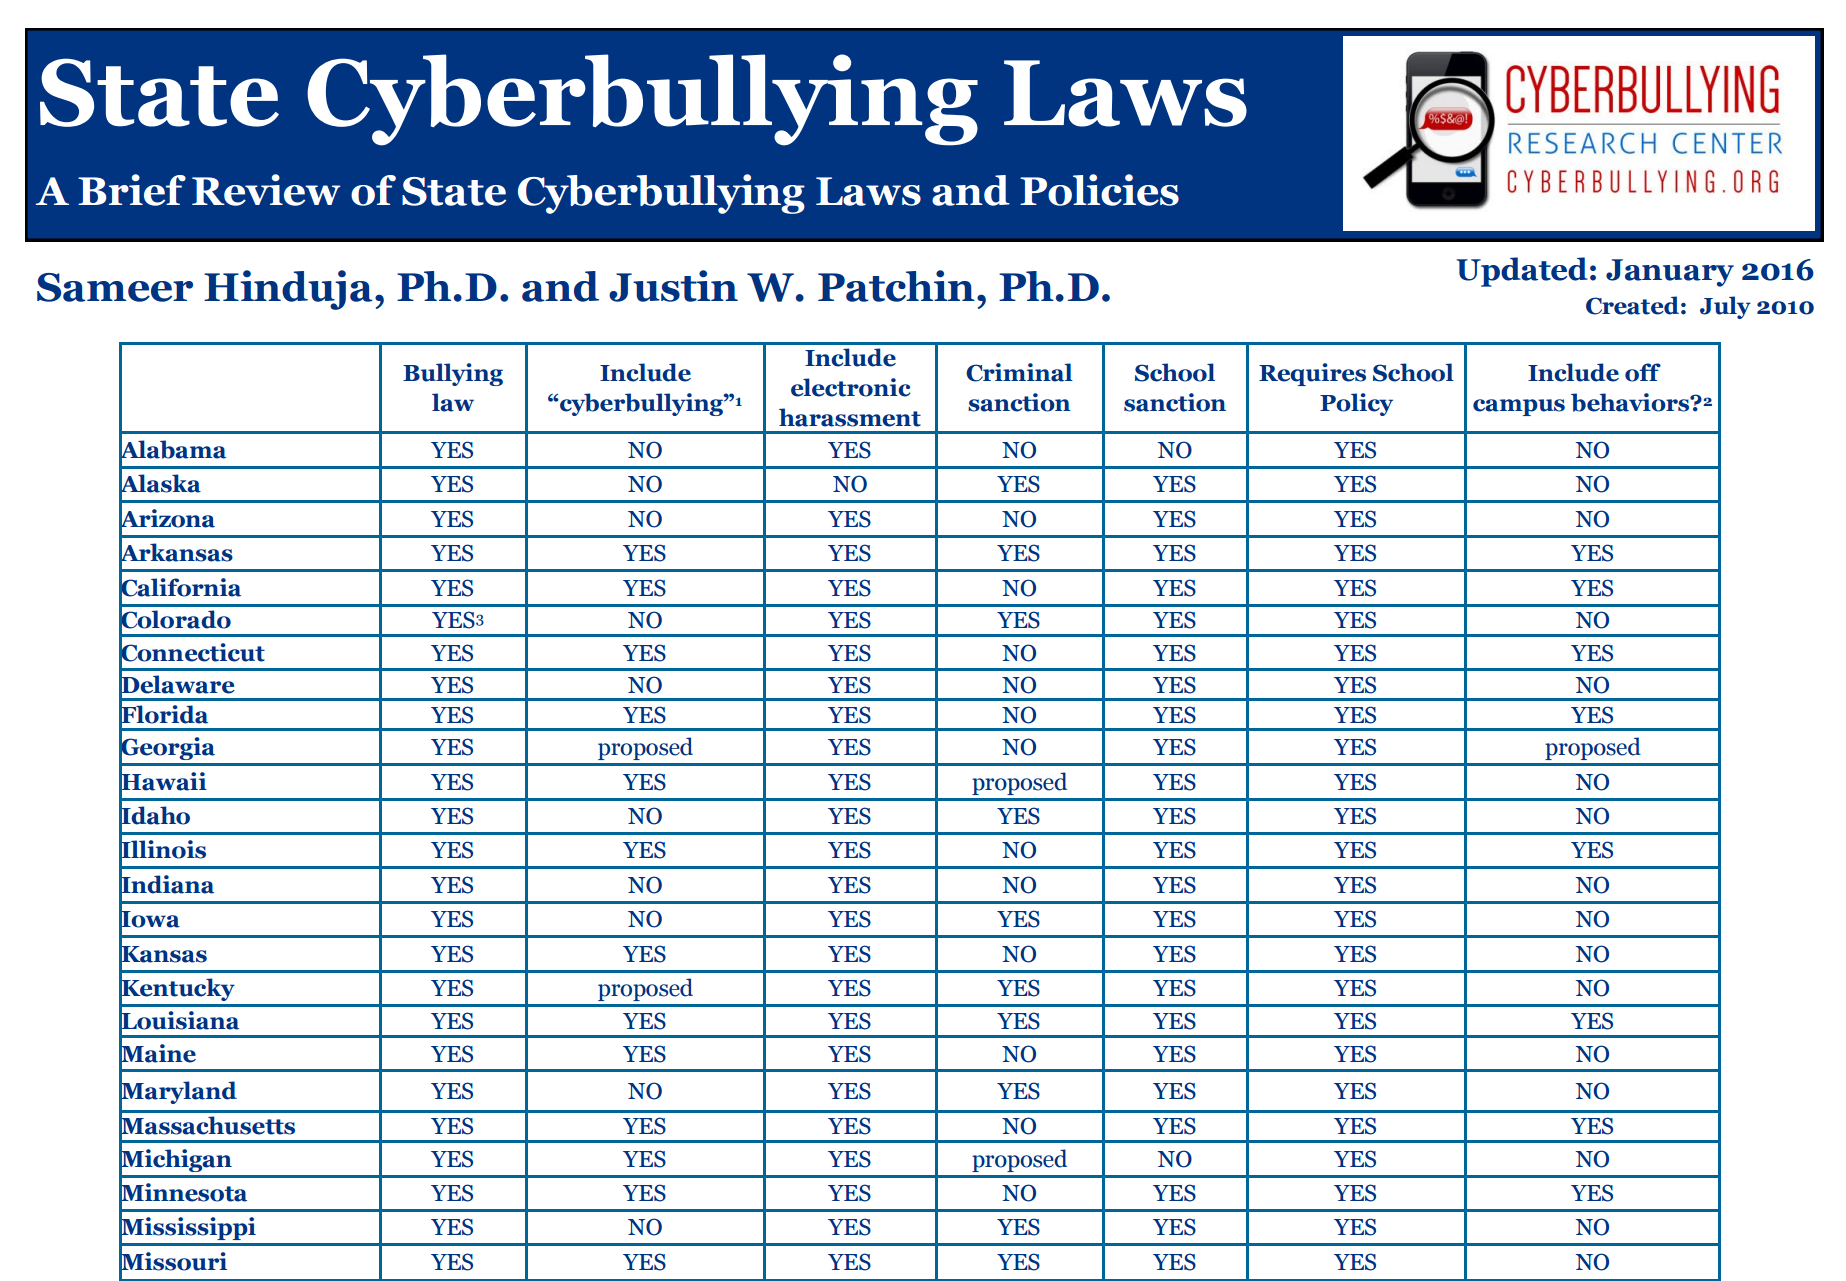 State Cyberbullying Laws
A Brief Review of State Cyberbullying Laws and Policies
%$&@!
CYBERBULLYING
RESEARCH CENTER
CYBERBULLYING.ORG
Sameer Hinduja, Ph.D. and Justin W. Patchin, Ph.D.
Updated: January 2016
Created: July 2010
Bullying law Include “cyberbullying”¹ Include electronic harassment Criminal sanction School sanction Requires School Policy Include off campus behaviors?²
Alabama YES NO YES NO NO YES NO
Alaska YES NO NO YES YES YES NO
Arizona YES NO YES NO YES YES NO
Arkansas YES YES YES YES YES YES YES
California YES YES YES NO YES YES YES
Colorado YES³ NO YES YES YES YES NO
Connecticut YES YES YES NO YES YES YES
Delaware YES NO YES NO YES YES NO
Florida YES YES YES NO YES YES YES
Georgia YES proposed YES NO YES YES proposed
Hawaii YES YES YES proposed YES YES NO
Idaho YES NO YES YES YES YES NO
Illinois YES YES YES NO YES YES YES
Indiana YES NO YES NO YES YES NO
Iowa YES NO YES YES YES YES NO
Kansas YES YES YES NO YES YES NO
Kentucky YES proposed YES YES YES YES NO
Louisiana YES YES YES YES YES YES YES
Maine YES YES YES NO YES YES NO
Maryland YES NO YES YES YES YES NO
Massachusetts YES YES YES NO YES YES YES
Michigan YES YES YES proposed NO YES NO
Minnesota YES YES YES NO YES YES YES
Mississippi YES NO YES YES YES YES NO
Missouri YES YES YES YES YES YES NO